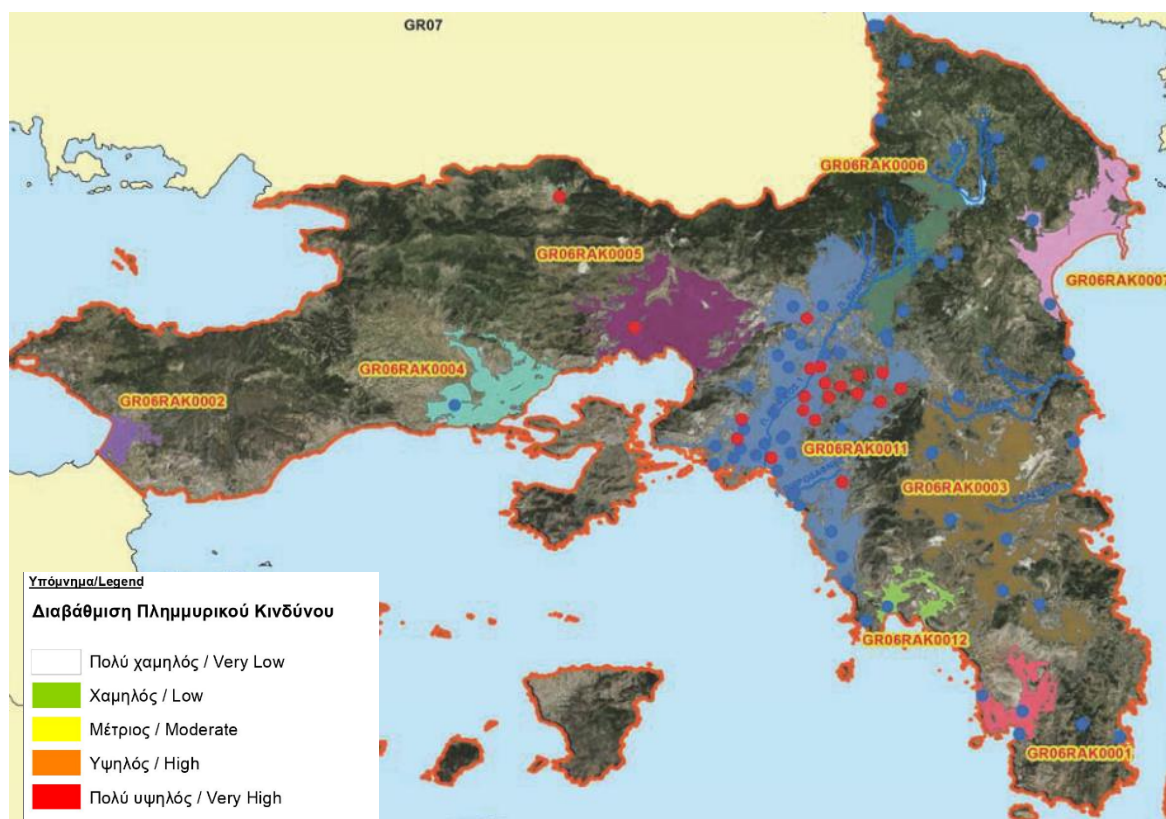 GR07
GR06RAK0006
GR06RAK0005
GR06RAK0007
GR06RAK0004
GR06RAK0002
GR06RAK0011
GR06RAK0003
GR06RAK0012
GR06RAK0001
Υπόμνημα/Legend
Διαβάθμιση Πλημμυρικού Κινδύνου
Πολύ χαμηλός / Very Low
Χαμηλός / Low
Μέτριος / Moderate
Υψηλός / High
Πολύ υψηλός / Very High